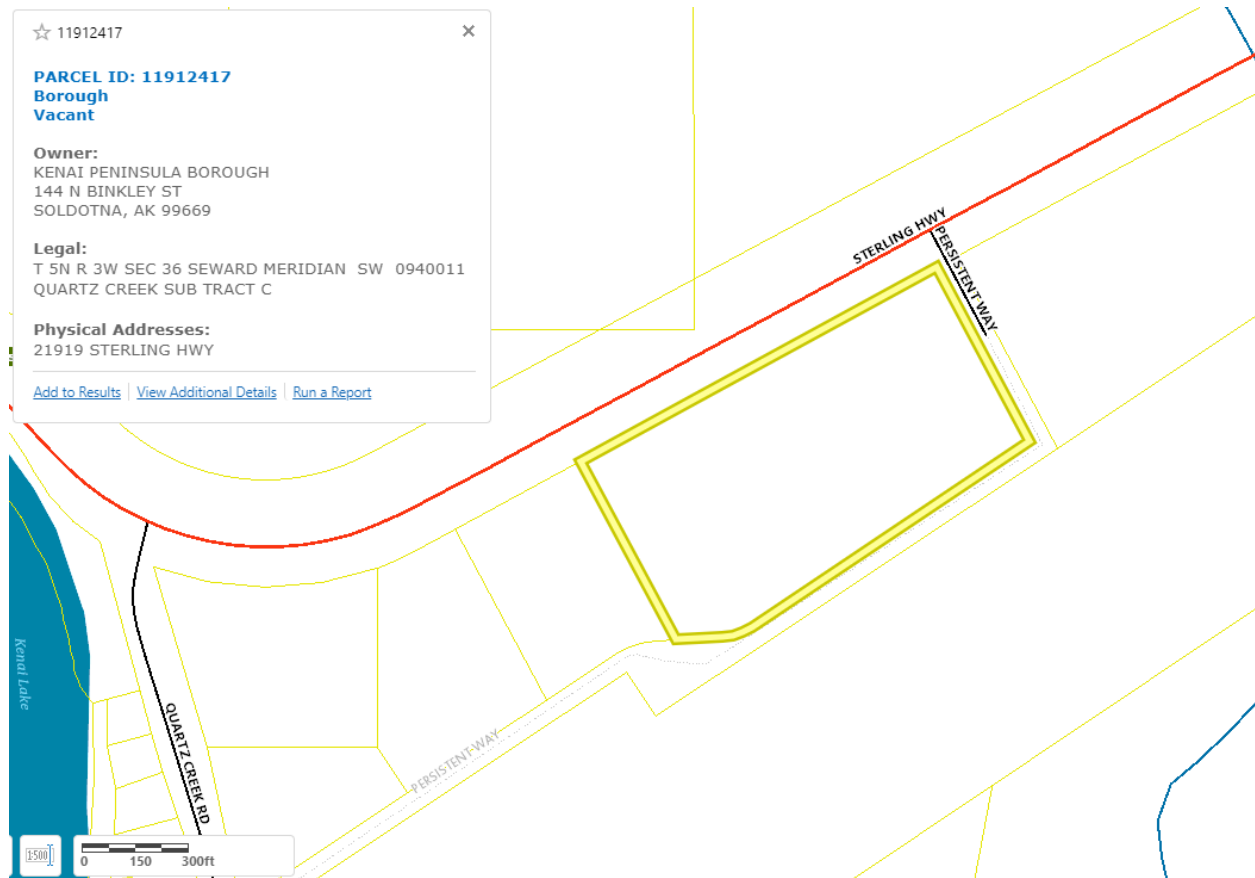 11912417
PARCEL ID: 11912417
Borough
Vacant
Owner:
KENAI PENINSULA BOROUGH
144 N BINKLEY ST
SOLDOTNA, AK 99669
Legal:
T 5N R 3W SEC 36 SEWARD MERIDIAN SW 0940011
QUARTZ CREEK SUB TRACT C
Physical Addresses:
21919 STERLING HWY
Add to Results View Additional Details Run a Report
STERLING HWY
PERSISTENT WAY
Kenai Lake
QUARTZ CREEK RD
PERSISTENT WAY
1:500
0 150 300ft